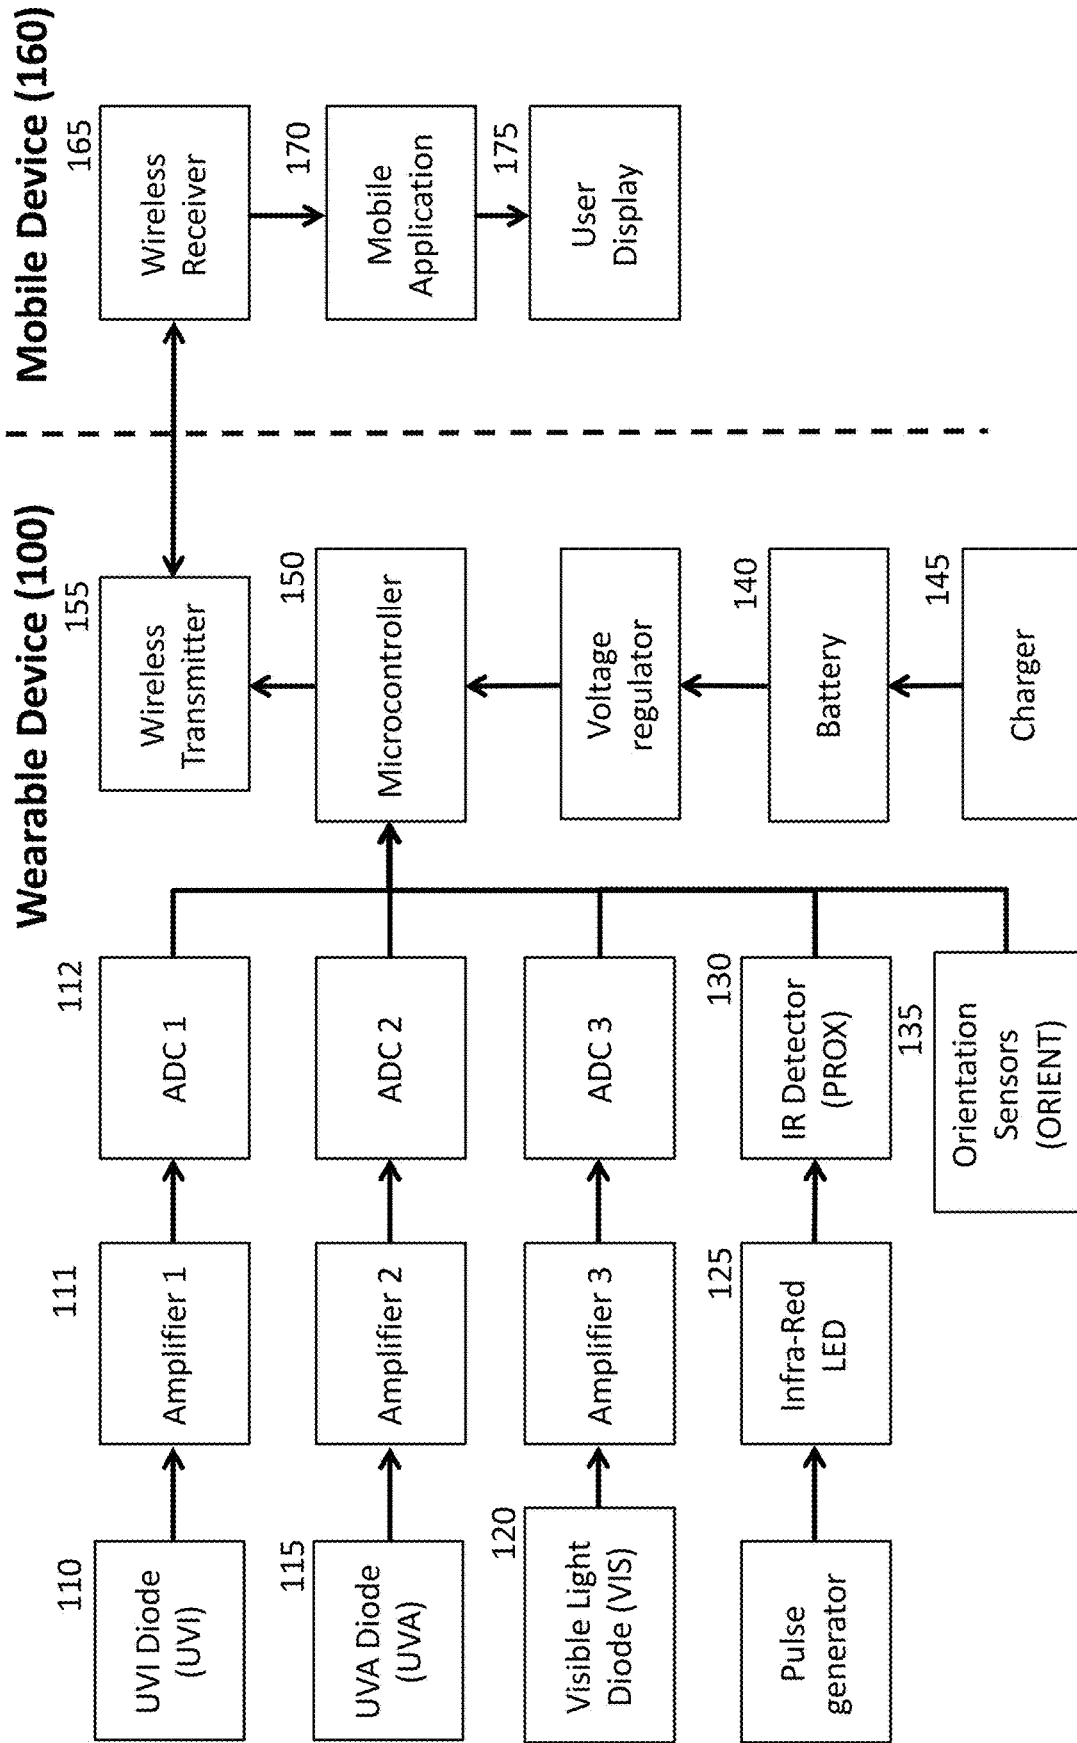 Wearable Device (100)
Mobile Device (160)
110
UVI Diode
(UVI)
111
Amplifier 1
112
ADC 1
155
Wireless
Transmitter
165
Wireless
Receiver
115
UVA Diode
(UVA)
Amplifier 2
ADC 2
150
Microcontroller
170
Mobile
Application
120
Visible Light
Diode (VIS)
Amplifier 3
ADC 3
Voltage
regulator
175
User
Display
Pulse
generator
125
Infra-Red
LED
130
IR Detector
(PROX)
140
Battery
135
Orientation
Sensors
(ORIENT)
145
Charger